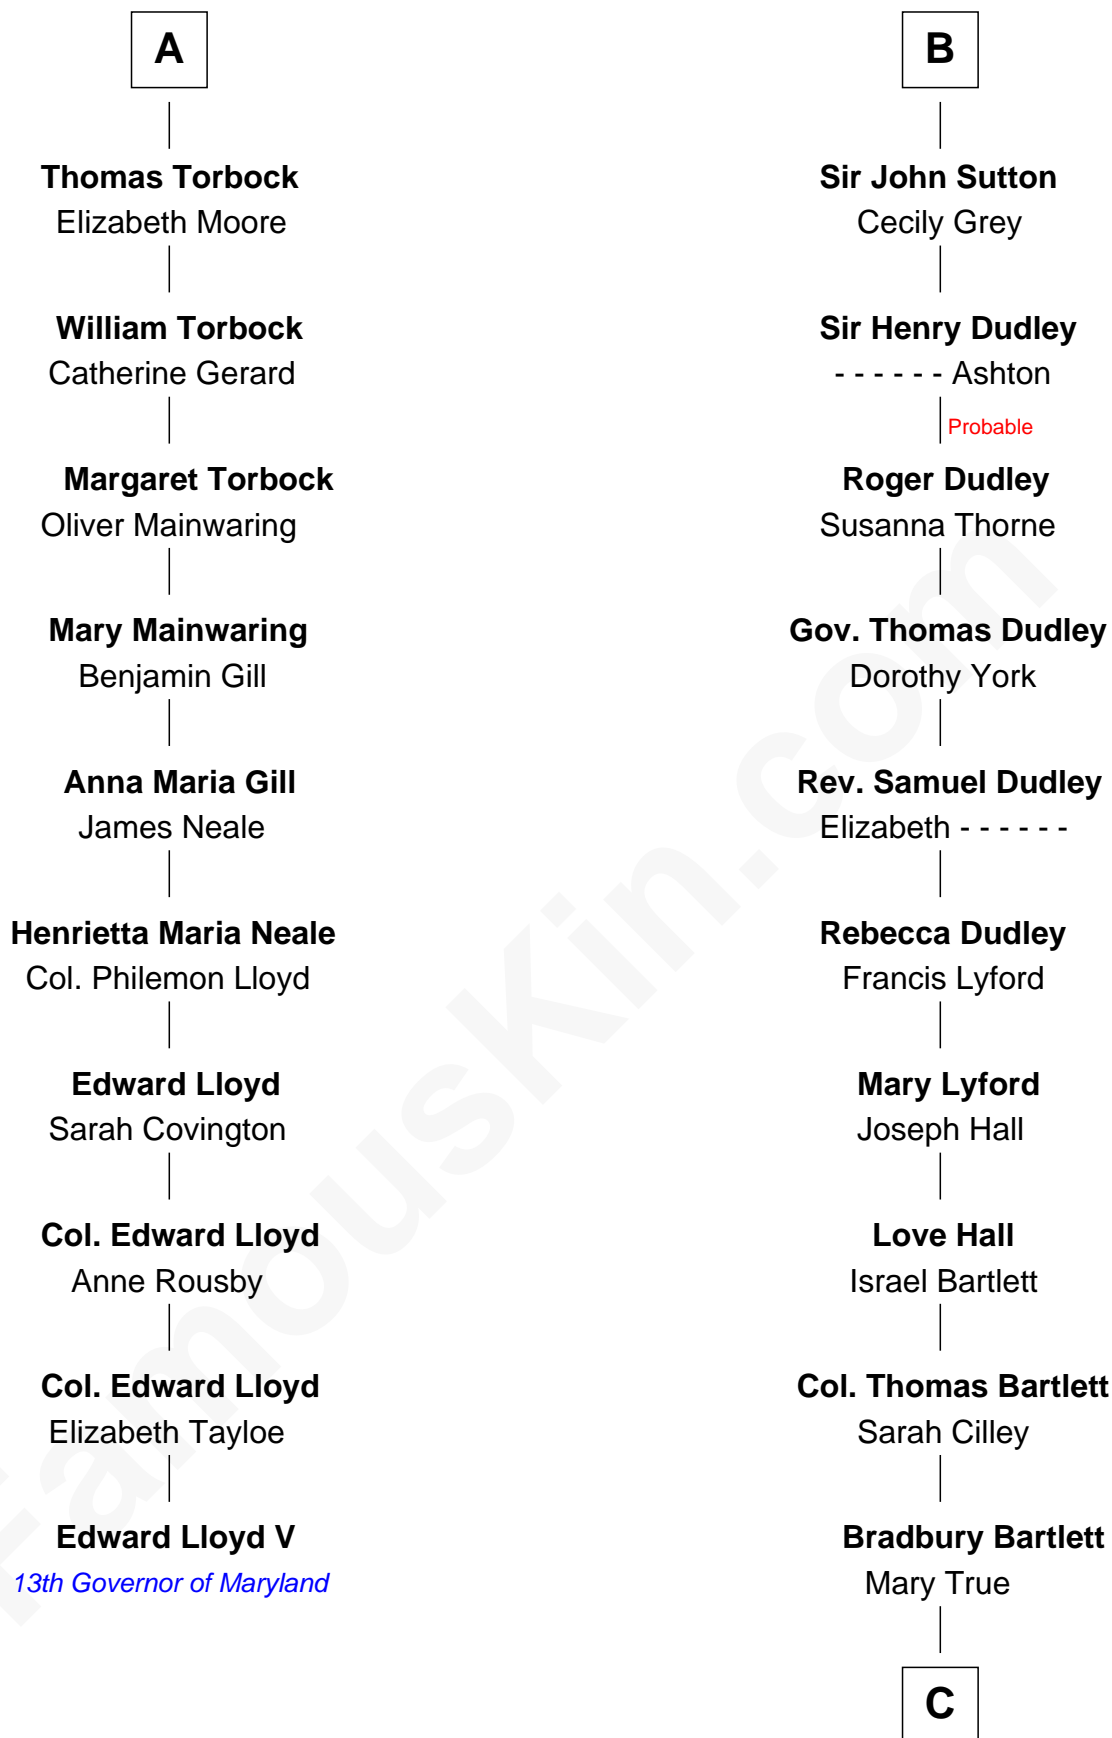 A
Thomas Torbock
Elizabeth Moore
William Torbock
Catherine Gerard
Margaret Torbock
Oliver Mainwaring
Mary Mainwaring
Benjamin Gill
Anna Maria Gill
James Neale
Henrietta Maria Neale
Col. Philemon Lloyd
Edward Lloyd
Sarah Covington
Col. Edward Lloyd
Anne Rousby
Col. Edward Lloyd
Elizabeth Tayloe
Edward Lloyd V
13th Governor of Maryland
B
Sir John Sutton
Cecily Grey
Sir Henry Dudley
- - - - - - Ashton
Probable
Roger Dudley
Susanna Thorne
Gov. Thomas Dudley
Dorothy York
Rev. Samuel Dudley
Elizabeth - - - - - -
Rebecca Dudley
Francis Lyford
Mary Lyford
Joseph Hall
Love Hall
Israel Bartlett
Col. Thomas Bartlett
Sarah Cilley
Bradbury Bartlett
Mary True
C
FamousKin.com